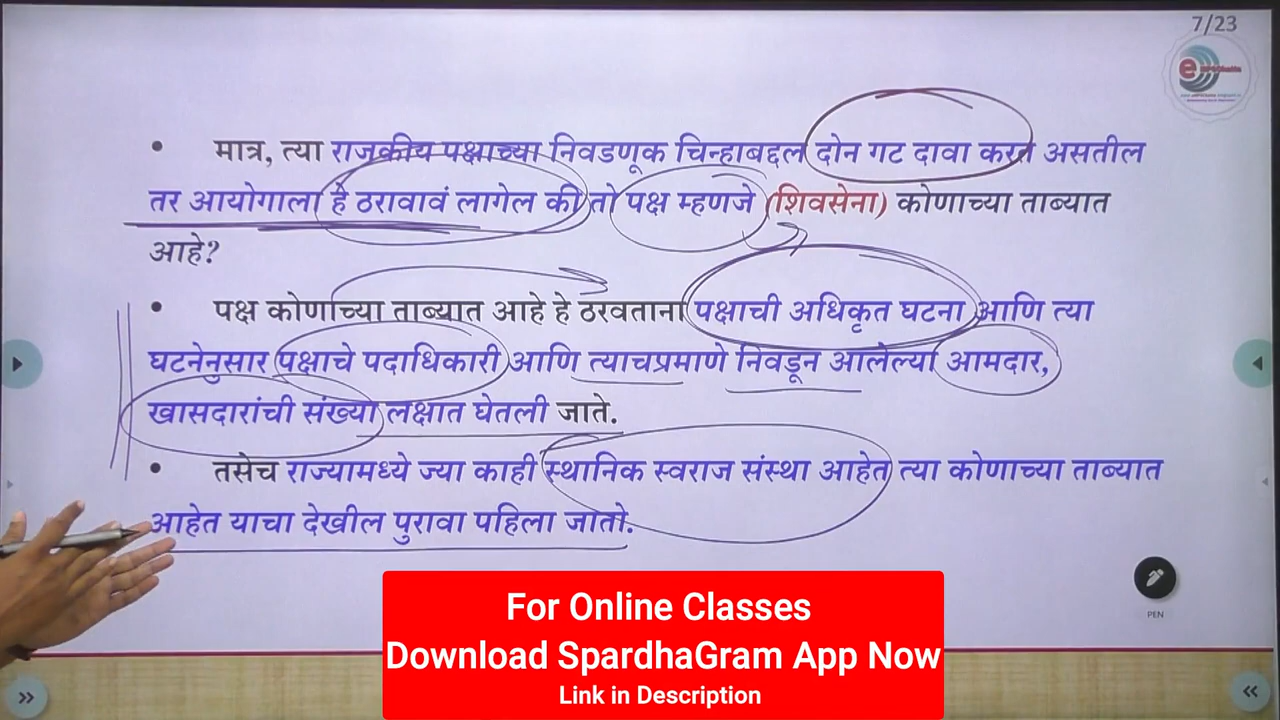 7/23
• मात्र, त्या राजकीय पक्षाच्या निवडणूक चिन्हाबद्दल दोन गट दावा करत असतील
तर आयोगाला हे ठरावावं लागेल की तो पक्ष म्हणजे (शिवसेना) कोणाच्या ताब्यात
आहे?
• पक्ष कोणाच्या ताब्यात आहे हे ठरवताना पक्षाची अधिकृत घटना आणि त्या
घटनेनुसार पक्षाचे पदाधिकारी आणि त्याचप्रमाणे निवडून आलेल्या आमदार,
खासदारांची संख्या लक्षात घेतली जाते.
• तसेच राज्यामध्ये ज्या काही स्थानिक स्वराज संस्था आहेत त्या कोणाच्या ताब्यात
आहेत याचा देखील पुरावा पहिला जातो.
PEN
For Online Classes
Download SpardhaGram App Now
Link in Description